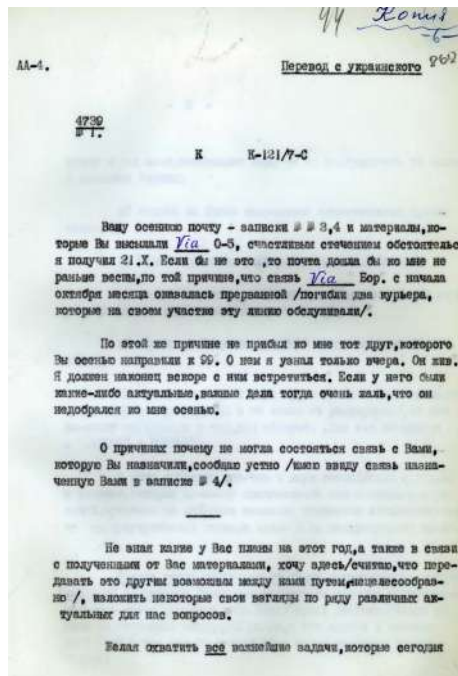 44 Копия
-6-
АА-4.
Перевод с украинского
4739
№ 1.
К К-121/7-С
Вашу осеннюю почту - записки № № 3,4 и материалы,ко-
торые Вы высылали Via О-5, счастливым стечением обстоятельс
я получил 21.X. Если бы не это ,то почта дошла бы ко мне не
раньше весны,по той причине,что связь Via Бор. с начала
октября месяца оказалась прерванной /погибли два курьера,
которые на своем участке эту линию обслуживали/.
По этой же причине не прибыл ко мне тот друг,которого
Вы осенью направили к 99. О нем я узнал только вчера. Он жив.
Я должен наконец вскоре с ним встретиться. Если у него были
какие-либо актуальные,важные дела тогда очень жаль,что он
недобрался ко мне осенью.
О причинах почему не могла состояться связь с Вами,
которую Вы назначили,сообщаю устно /имею ввиду связь назна-
ченную Вами в записке № 4/.
Не зная какие у Вас планы на этот год,а также в связи
с полученными от Вас материалами, хочу здесь/считаю,что пере-
давать это другим возможным между нами путем,нецелесообраз-
но /, изложить некоторые свои взгляды по ряду различных ак-
туальных для нас вопросов.
Желая охватить все важнейшие задачи,которые сегодня